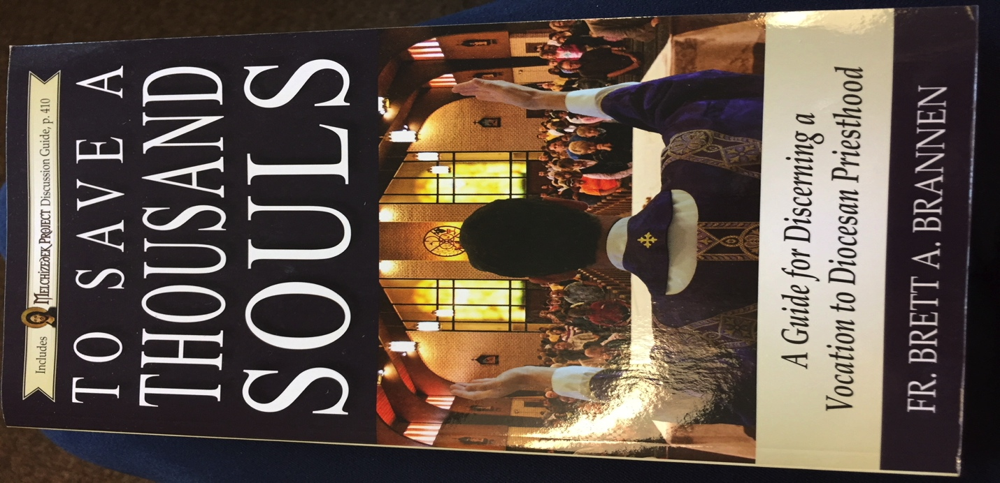 Includes MELCHIZEDEK PROJECT Discussion Guide, p. 410
TO SAVE A
THOUSAND
SOULS
A Guide for Discerning a
Vocation to Diocesan Priesthood
FR. BRETT A. BRANNEN